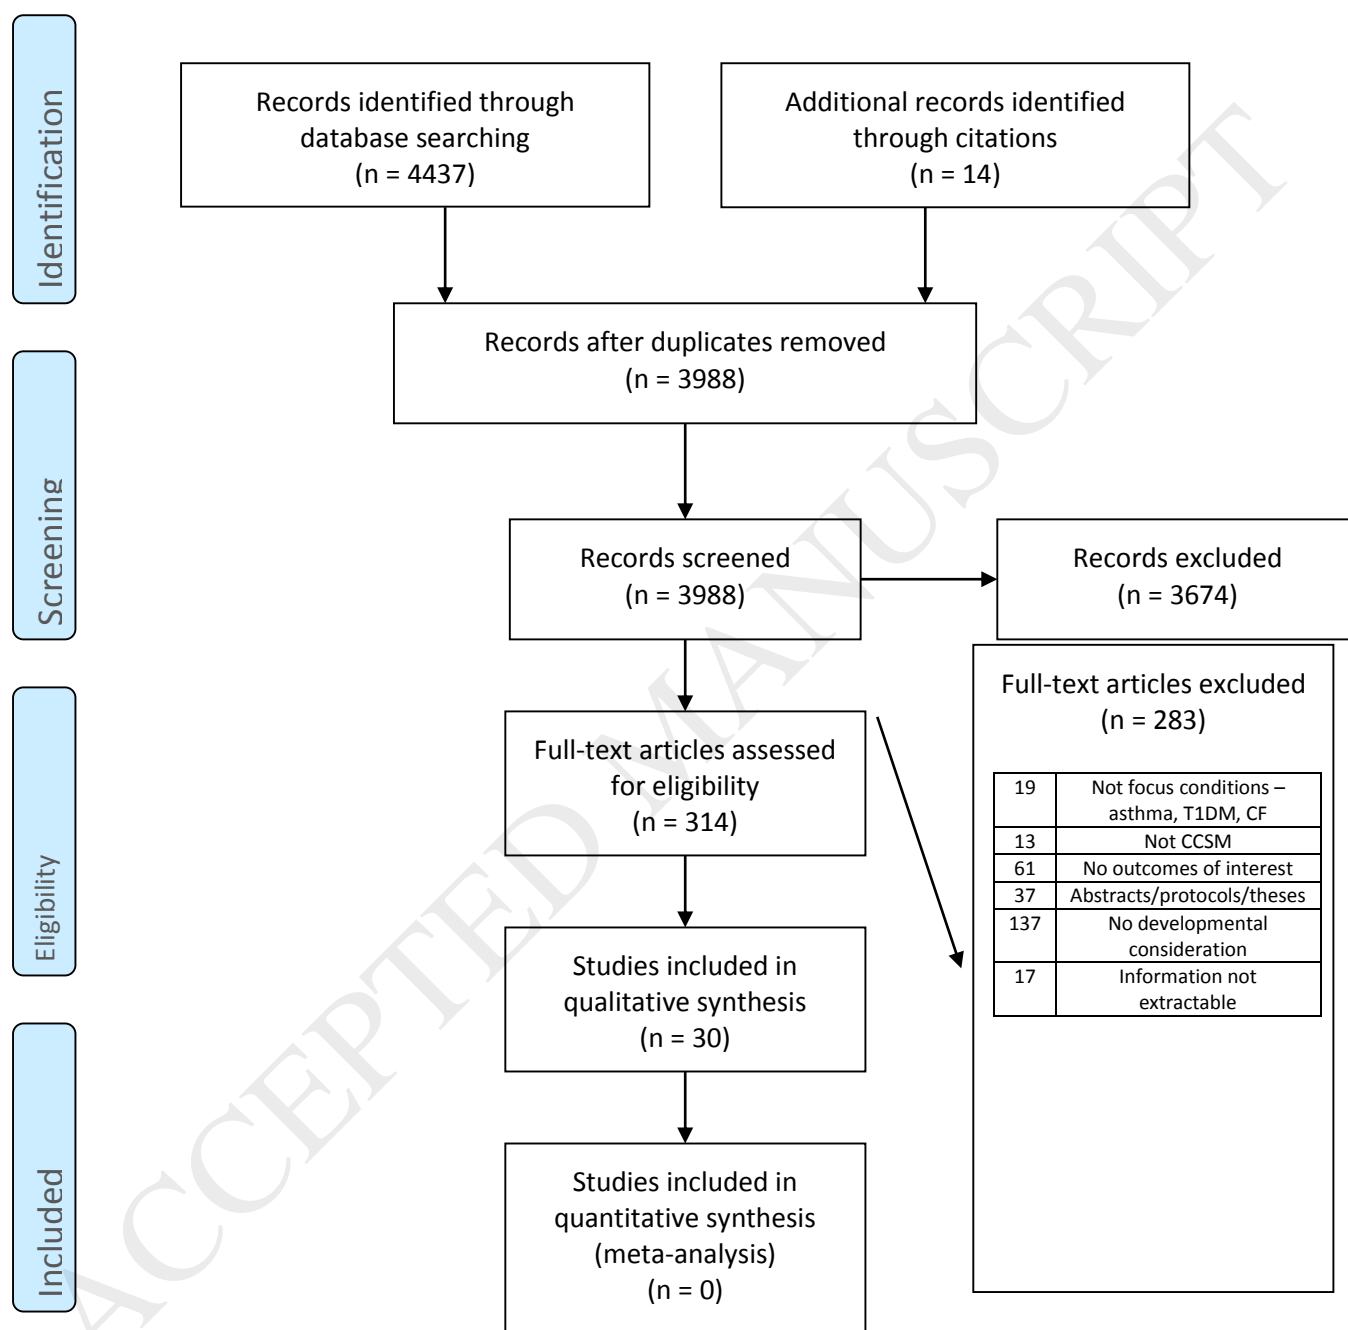 Identification
Records identified through
database searching
(n = 4437)
Additional records identified
through citations
(n = 14)
Records after duplicates removed
(n = 3988)
Screening
Records screened
(n = 3988)
Records excluded
(n = 3674)
Eligibility
Full-text articles assessed
for eligibility
(n = 314)
Full-text articles excluded
(n = 283)
19 Not focus conditions –
asthma, T1DM, CF
13 Not CCSM
61 No outcomes of interest
37 Abstracts/protocols/theses
137 No developmental
consideration
17 Information not
extractable
Studies included in
qualitative synthesis
(n = 30)
Included
Studies included in
quantitative synthesis
(meta-analysis)
(n = 0)
ACCEPTED MANUSCRIPT